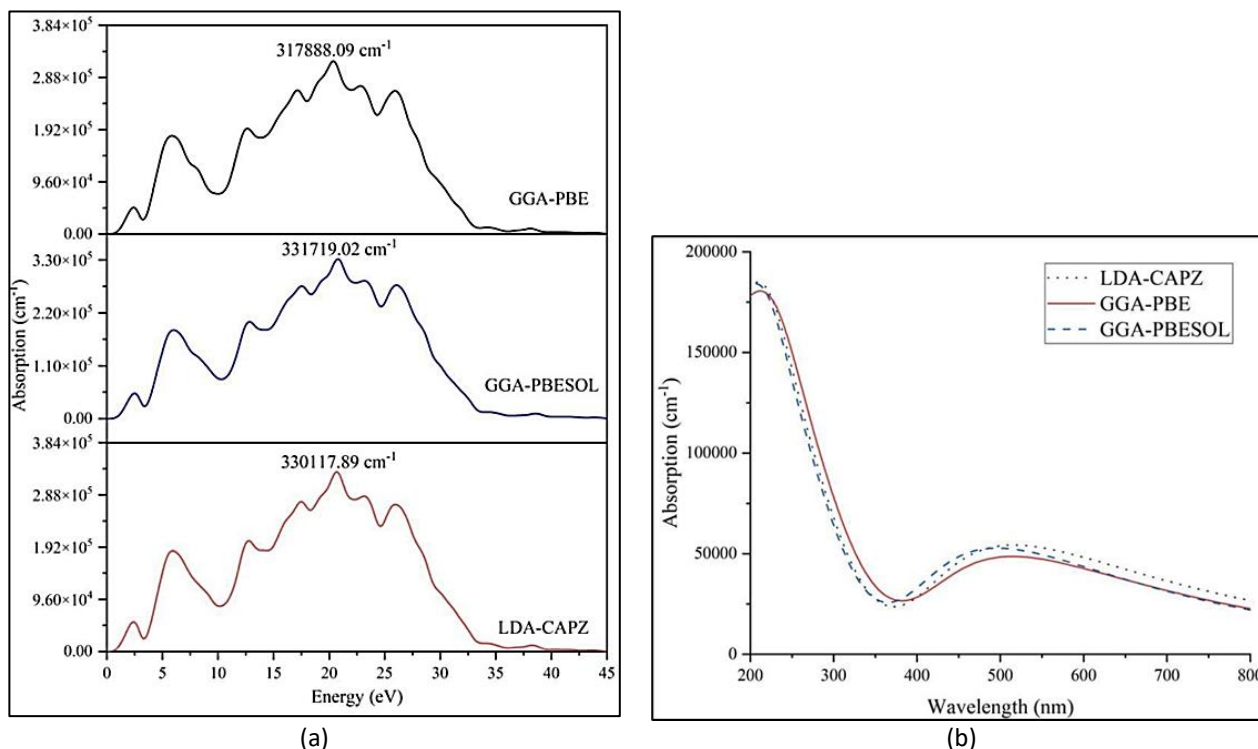 3.84×10⁵
2.88×10⁵
1.92×10⁵
9.60×10⁴
0.00
317888.09 cm⁻¹
GGA-PBE
3.30×10⁵
2.20×10⁵
1.10×10⁵
0.00
331719.02 cm⁻¹
GGA-PBESOL
Absorption (cm⁻¹)
3.84×10⁵
2.88×10⁵
1.92×10⁵
9.60×10⁴
0.00
330117.89 cm⁻¹
LDA-CAPZ
0 5 10 15 20 25 30 35 40 45
Energy (eV)
(a)
200000
150000
100000
50000
0
Absorption (cm⁻¹)
LDA-CAPZ
GGA-PBE
GGA-PBESOL
200 300 400 500 600 700 800
Wavelength (nm)
(b)